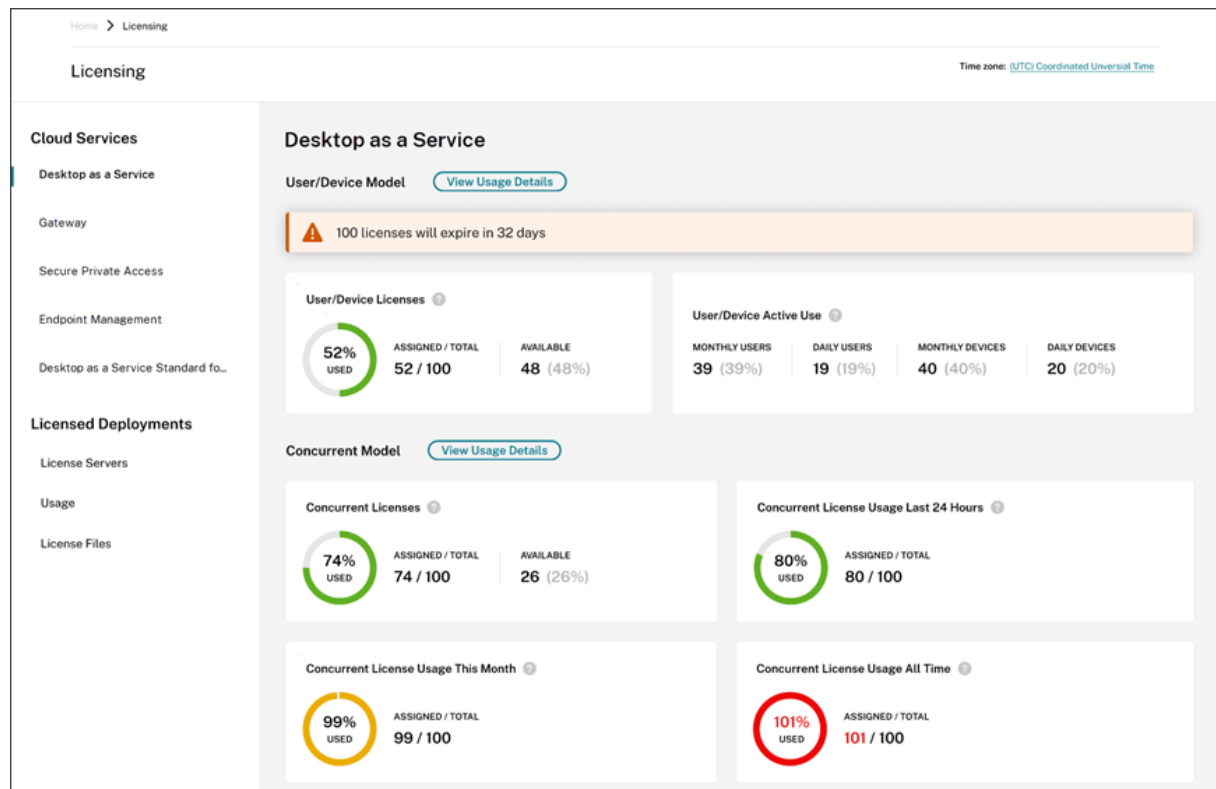 Home > Licensing
Licensing
Time zone: (UTC) Coordinated Unversial Time
Cloud Services
Desktop as a Service
Gateway
Secure Private Access
Endpoint Management
Desktop as a Service Standard fo...
Licensed Deployments
License Servers
Usage
License Files
Desktop as a Service
User/Device Model
View Usage Details
100 licenses will expire in 32 days
User/Device Licenses ?
52%
USED
ASSIGNED / TOTAL
52 / 100
AVAILABLE
48 (48%)
User/Device Active Use ?
MONTHLY USERS
39 (39%)
DAILY USERS
19 (19%)
MONTHLY DEVICES
40 (40%)
DAILY DEVICES
20 (20%)
Concurrent Model
View Usage Details
Concurrent Licenses ?
74%
USED
ASSIGNED / TOTAL
74 / 100
AVAILABLE
26 (26%)
Concurrent License Usage Last 24 Hours ?
80%
USED
ASSIGNED / TOTAL
80 / 100
Concurrent License Usage This Month ?
99%
USED
ASSIGNED / TOTAL
99 / 100
Concurrent License Usage All Time ?
101%
USED
ASSIGNED / TOTAL
101 / 100